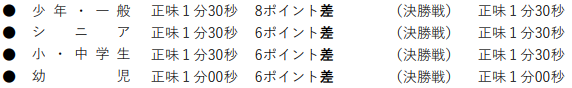 ● 少年・一般 正味１分30秒 8ポイント差 （決勝戦） 正味１分30秒
● シニア 正味１分30秒 6ポイント差 （決勝戦） 正味１分30秒
● 小・中学生 正味１分30秒 6ポイント差 （決勝戦） 正味１分30秒
● 幼児 正味１分00秒 6ポイント差 （決勝戦） 正味１分00秒